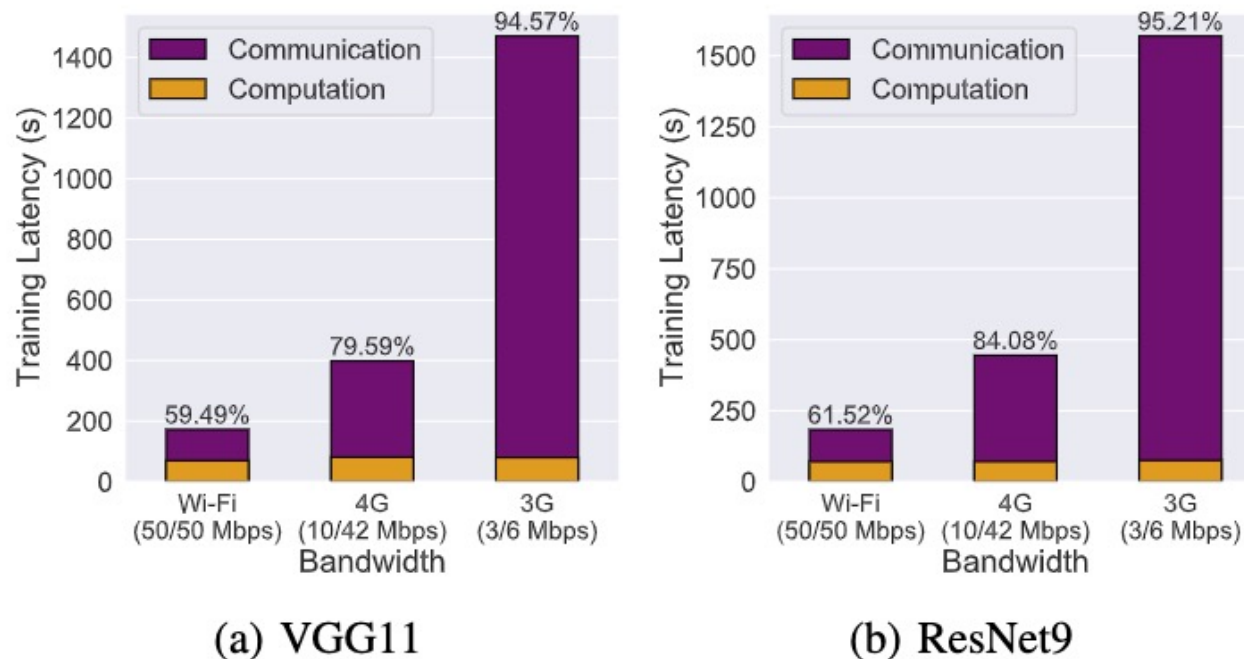 94.57%
1400
Communication
Computation
1200
1000
800
600
400
200
0
Training Latency (s)
79.59%
59.49%
Wi-Fi
(50/50 Mbps)
4G
(10/42 Mbps)
3G
(3/6 Mbps)
Bandwidth
(a) VGG11
95.21%
1500
Communication
Computation
1250
1000
750
500
250
0
Training Latency (s)
84.08%
61.52%
Wi-Fi
(50/50 Mbps)
4G
(10/42 Mbps)
3G
(3/6 Mbps)
Bandwidth
(b) ResNet9